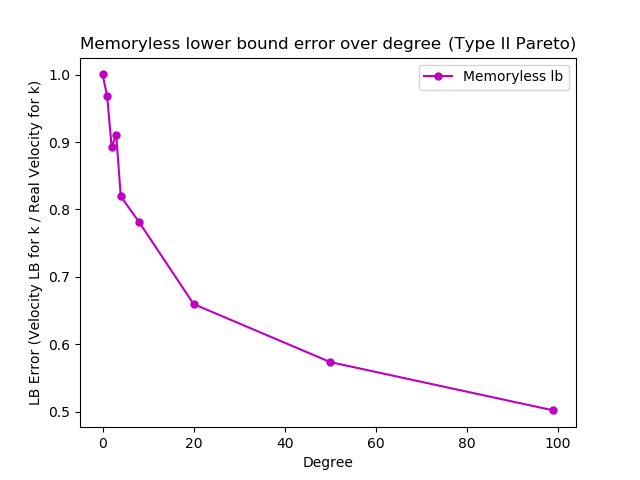 Memoryless lower bound error over degree (Type II Pareto)
Memoryless lb
LB Error (Velocity LB for k / Real Velocity for k)
1.0
0.9
0.8
0.7
0.6
0.5
0 20 40 60 80 100
Degree